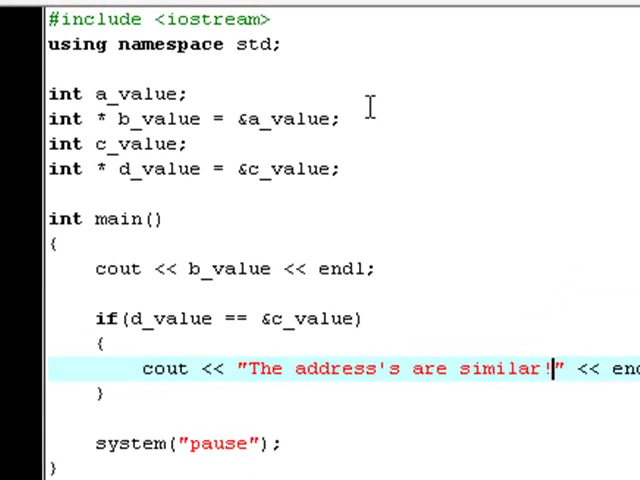 #include <iostream>
using namespace std;
int a_value;
int * b_value = &a_value;
int c_value;
int * d_value = &c_value;
int main()
{
cout << b_value << endl;
if(d_value == &c_value)
{
cout << "The address's are similar!" <<
}
system("pause");
}